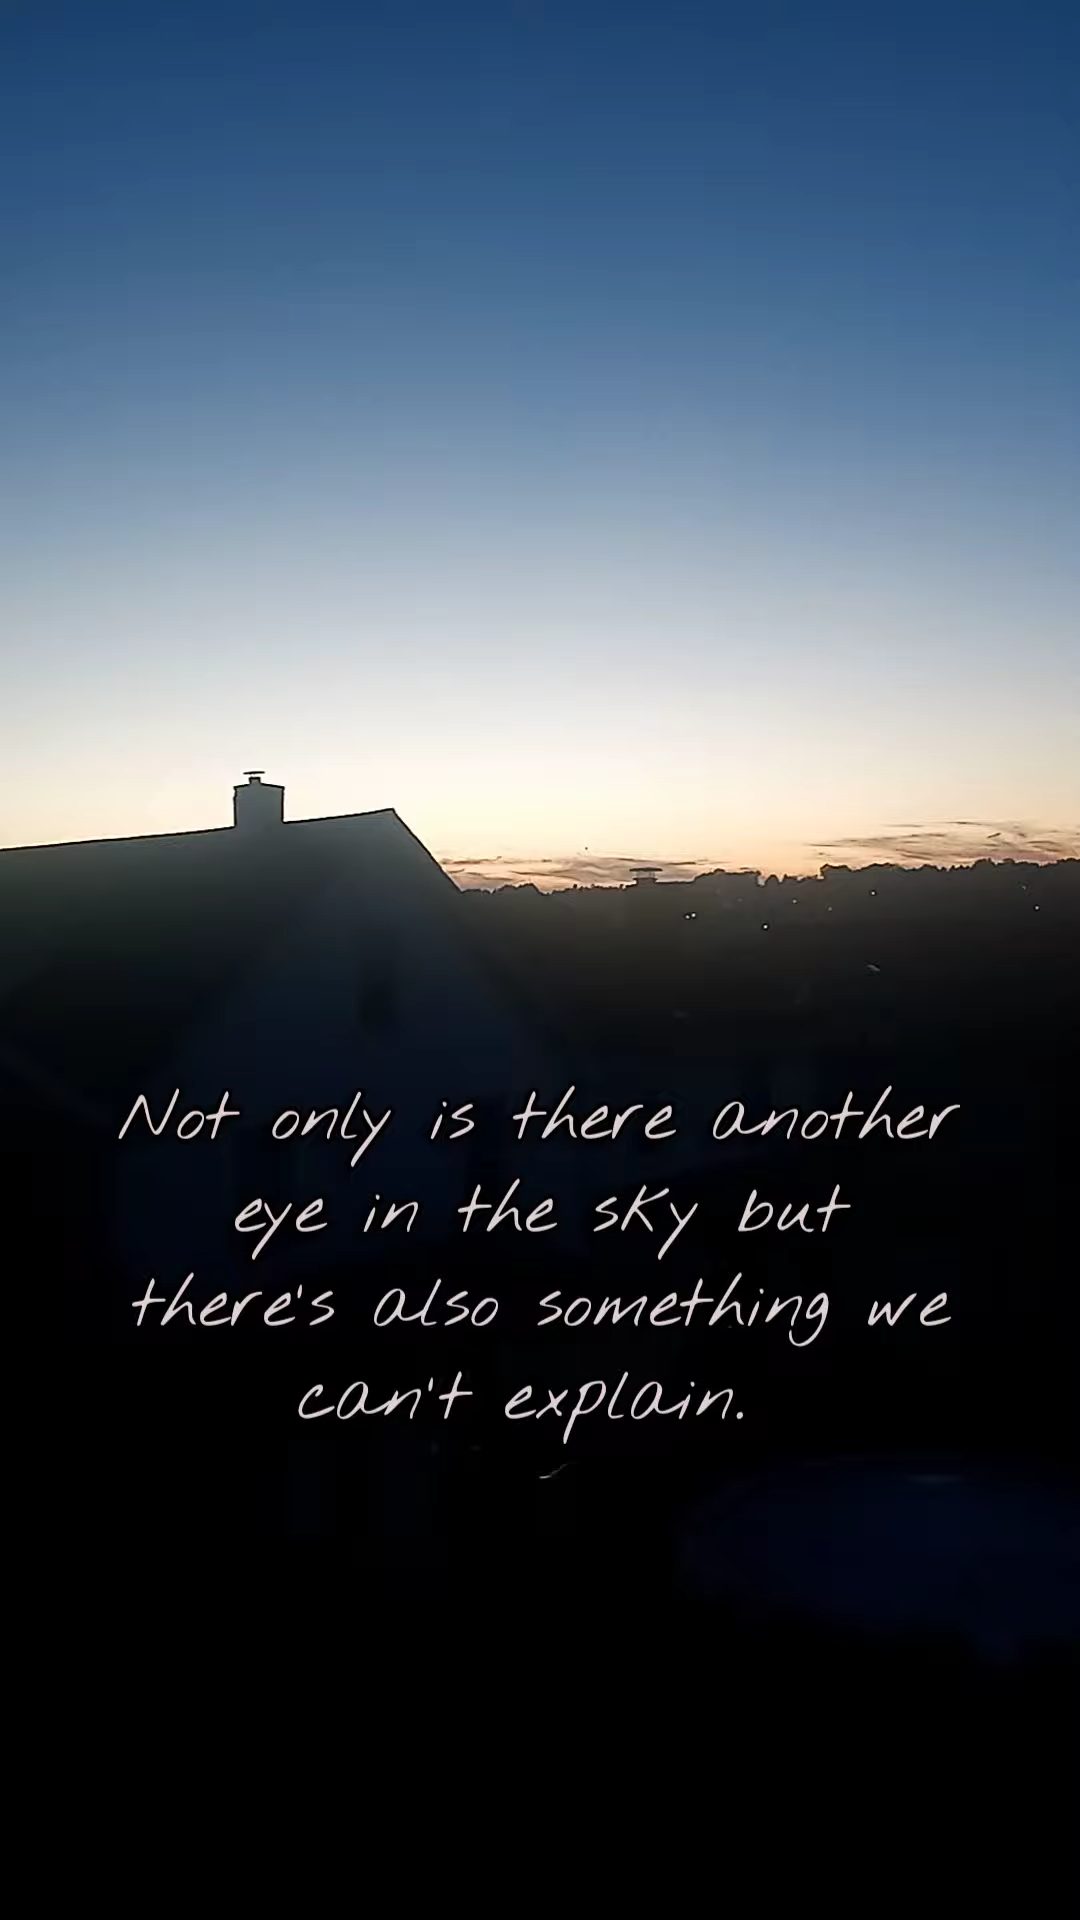 Not only is there another
eye in the sky but
there's also something we
can't explain.